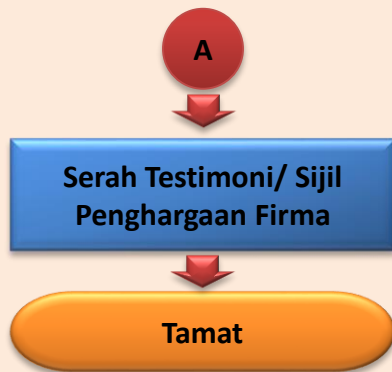 A
Serah Testimoni/ Sijil
Penghargaan Firma
Tamat